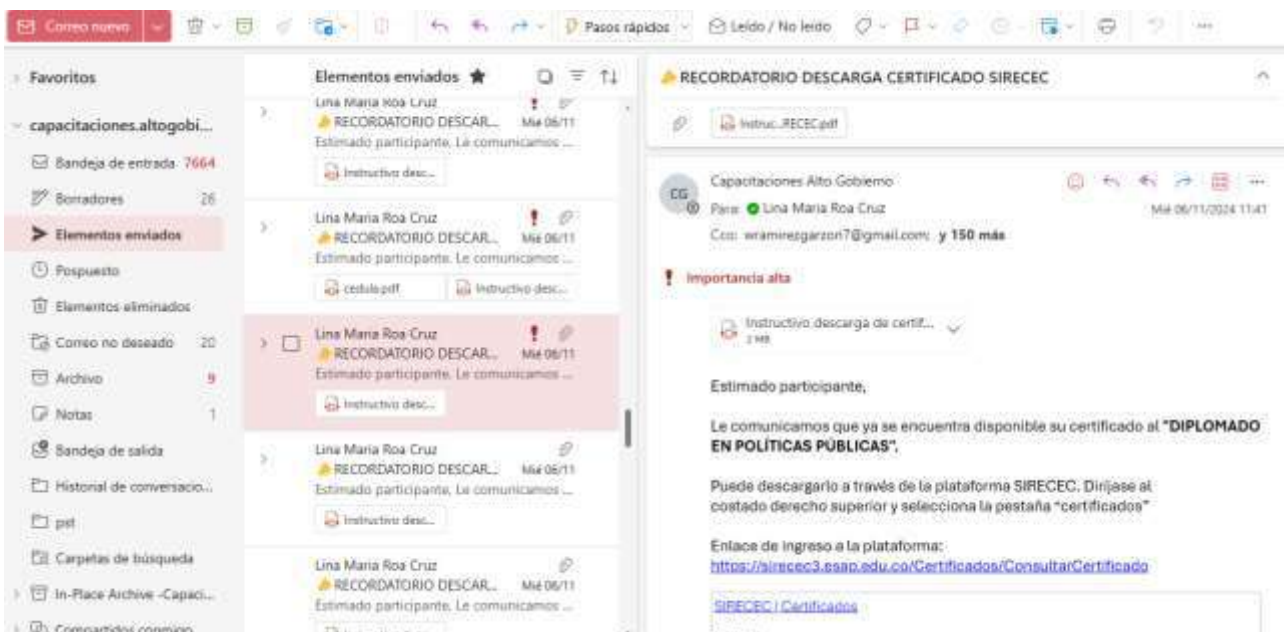 Correo nuevo
Pasos rápidos
Leído / No leído
Favoritos
capacitaciones.altogobi...
Bandeja de entrada 7664
Borradores 26
Elementos enviados
Pospuesto
Elementos eliminados
Correo no deseado 20
Archivo 9
Notas 1
Bandeja de salida
Historial de conversacio...
pst
Carpetas de búsqueda
In-Place Archive -Capaci...
Compartidos conmigo
Elementos enviados
Lina Maria Roa Cruz
RECORDATORIO DESCAR... Mié 06/11
Estimado participante, Le comunicamos ...
Instructivo desc...
Lina Maria Roa Cruz
RECORDATORIO DESCAR... Mié 06/11
Estimado participante, Le comunicamos ...
cedula.pdf Instructivo desc...
Lina Maria Roa Cruz
RECORDATORIO DESCAR... Mié 06/11
Estimado participante, Le comunicamos ...
Instructivo desc...
Lina Maria Roa Cruz
RECORDATORIO DESCAR... Mié 06/11
Estimado participante, Le comunicamos ...
Instructivo desc...
Lina Maria Roa Cruz
RECORDATORIO DESCAR... Mié 06/11
Estimado participante, Le comunicamos ...
RECORDATORIO DESCARGA CERTIFICADO SIRECEC
Instruc...RECEC.pdf
CG
Capacitaciones Alto Gobierno
Para: Lina Maria Roa Cruz
Mié 06/11/2024 11:41
Cco: wramirezgarzon7@gmail.com; y 150 más
Importancia alta
Instructivo descarga de certif...
2 MB
Estimado participante,
Le comunicamos que ya se encuentra disponible su certificado al "DIPLOMADO
EN POLÍTICAS PÚBLICAS".
Puede descargarlo a través de la plataforma SIRECEC. Diríjase al
costado derecho superior y selecciona la pestaña “certificados”
Enlace de ingreso a la plataforma:
https://sirecec3.esap.edu.co/Certificados/ConsultarCertificado
SIRECEC | Certificados